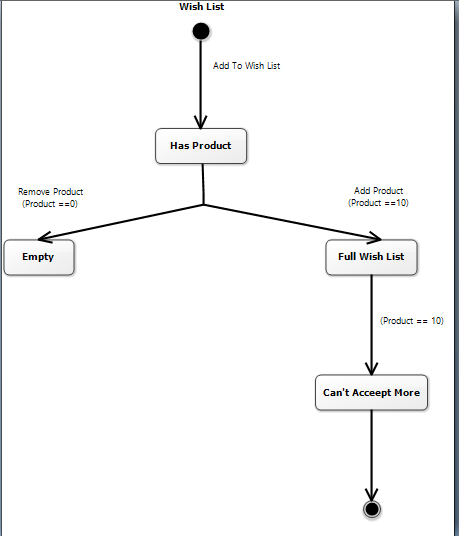 Wish List
Add To Wish List
Has Product
Remove Product
(Product ==0)
Add Product
(Product ==10)
Empty
Full Wish List
(Product == 10)
Can't Acceept More